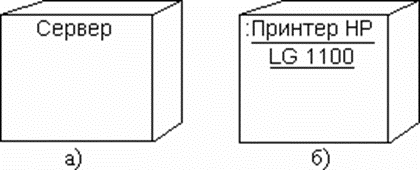 Сервер
:Принтер HP
LG 1100
а)
б)